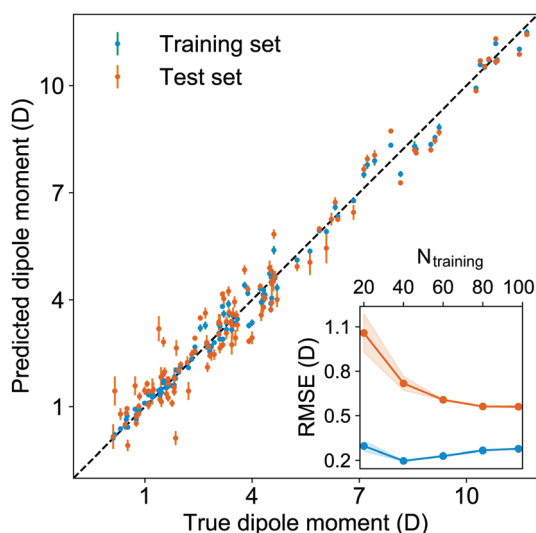 Training set
Test set
Predicted dipole moment (D)
10
7
4
1
1
4
7
10
True dipole moment (D)
N training
20 40 60 80 100
RMSE (D)
1.1
0.8
0.5
0.2